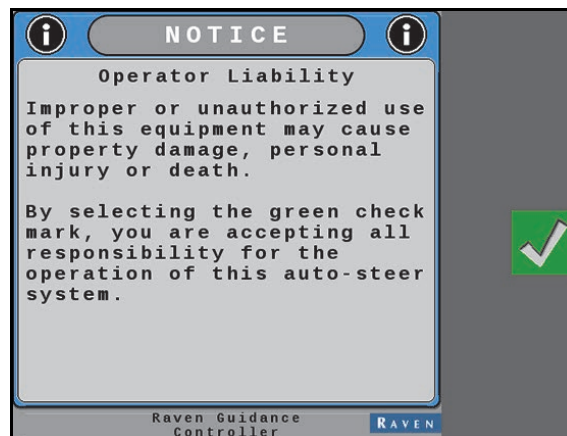 NOTICE
Operator Liability
Improper or unauthorized use
of this equipment may cause
property damage, personal
injury or death.
By selecting the green check
mark, you are accepting all
responsibility for the
operation of this auto-steer
system.
Raven Guidance
Controller
RAVEN